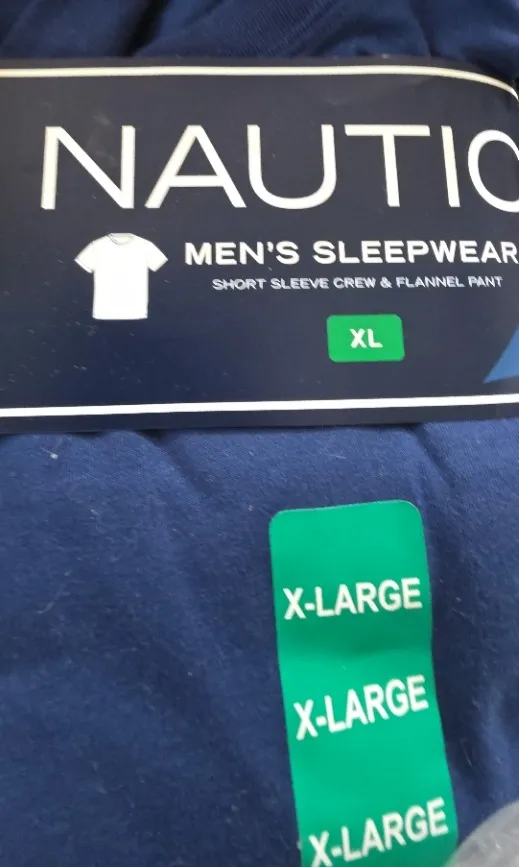 NAUTIC
MEN'S SLEEPWEAR
SHORT SLEEVE CREW & FLANNEL PANT
XL
X-LARGE
X-LARGE
X-LARGE